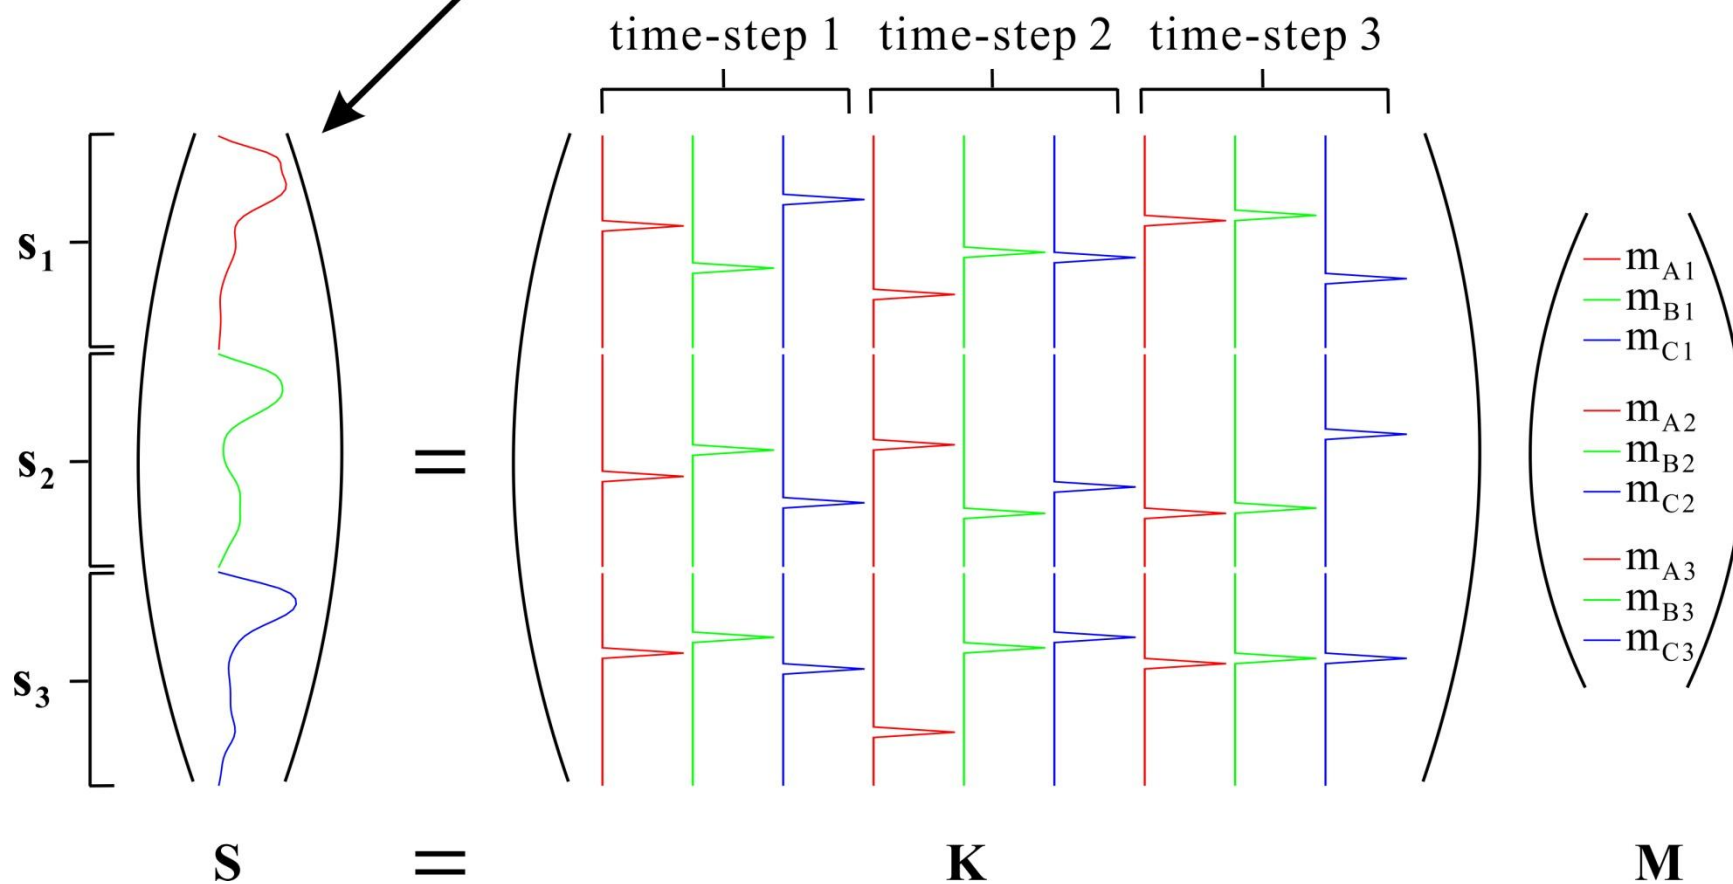 time-step 1 time-step 2 time-step 3
s1
s2
s3
=
mA1
mB1
mC1
mA2
mB2
mC2
mA3
mB3
mC3
S = K M